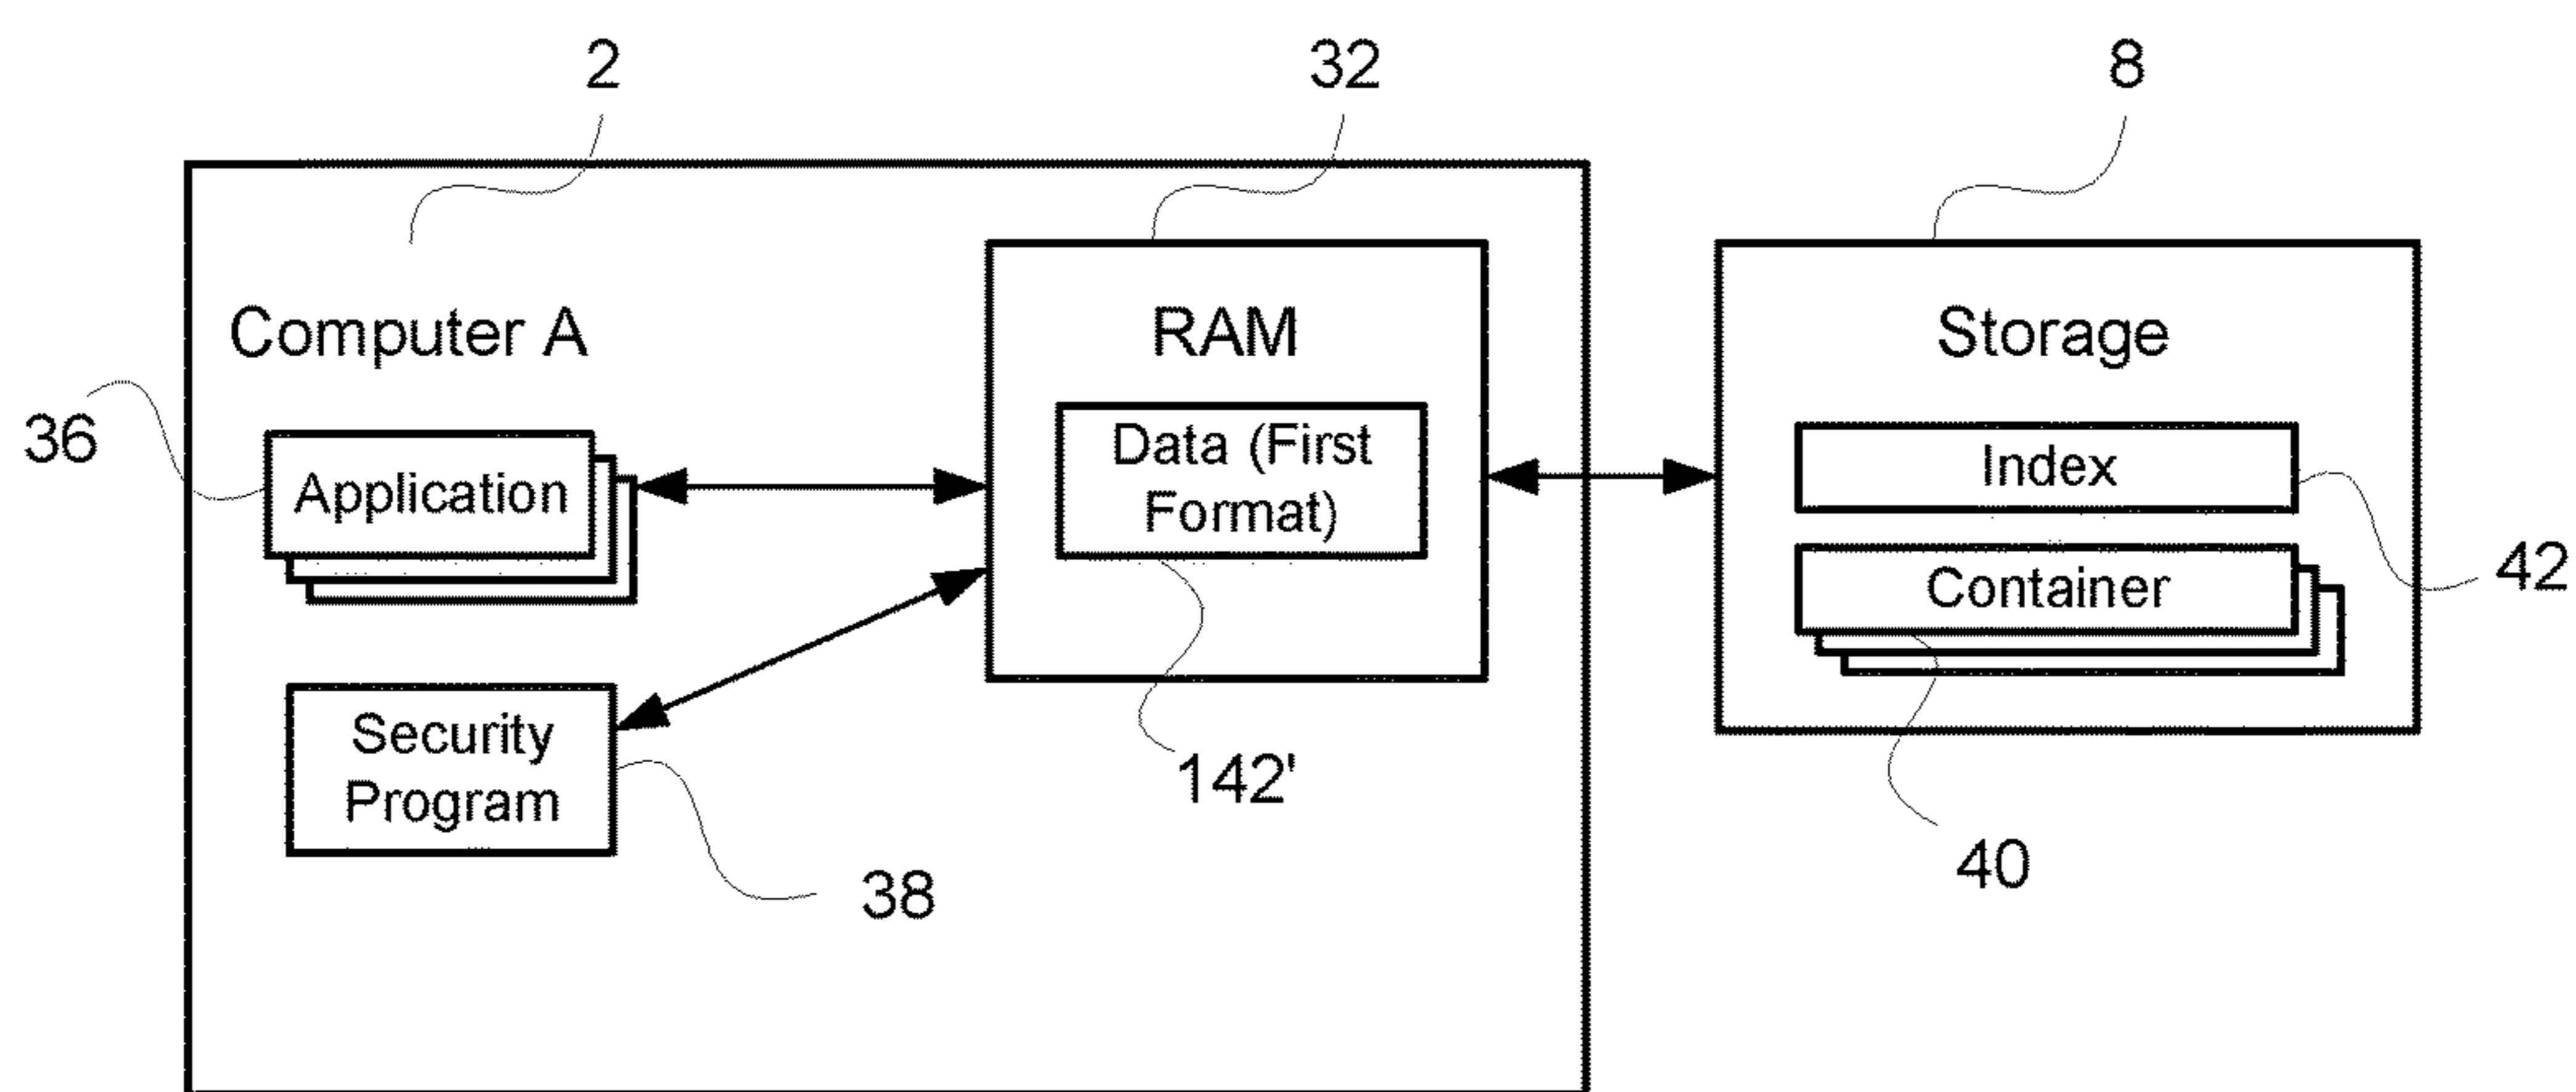 2
32
8
Computer A
RAM
Storage
36
Application
Data (First
Format)
Index
42
Container
Security
Program
142'
38
40